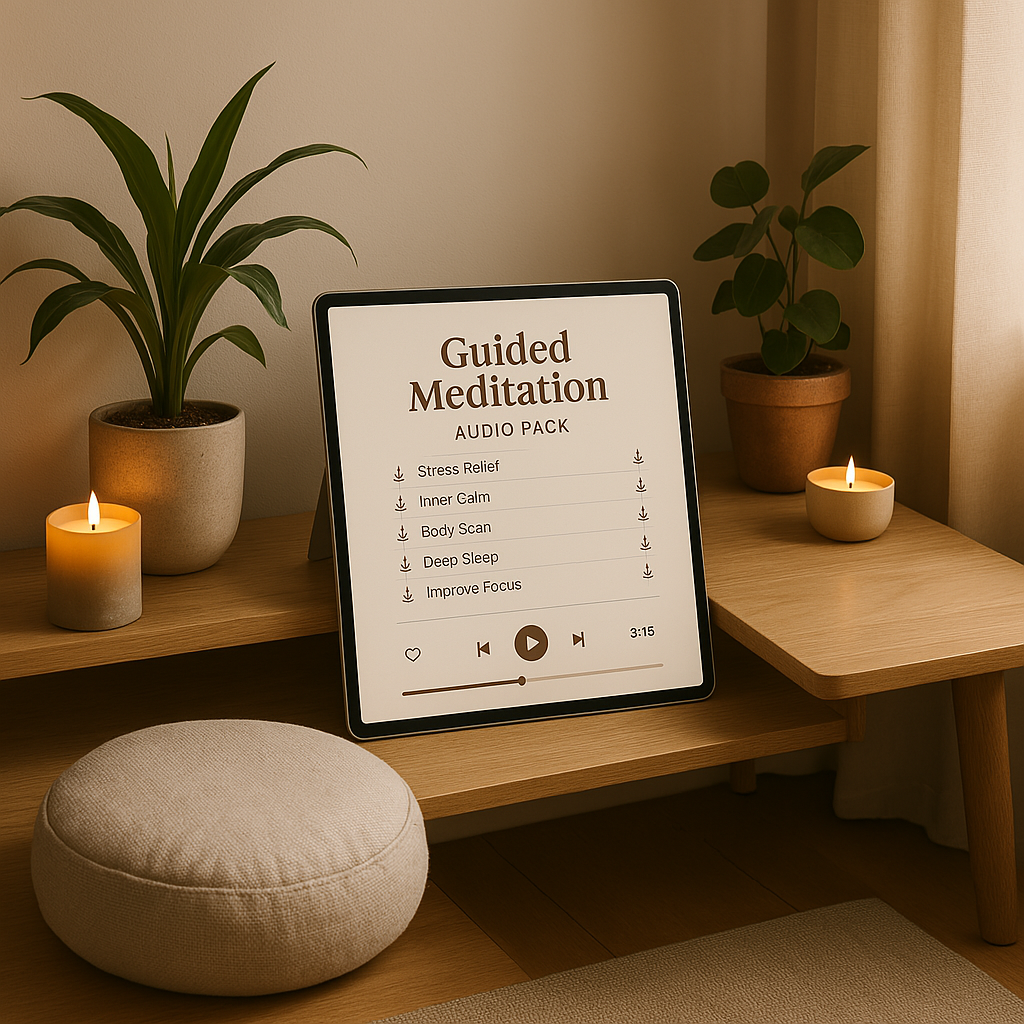 Guided
Meditation
AUDIO PACK
Stress Relief
Inner Calm
Body Scan
Deep Sleep
Improve Focus
3:15